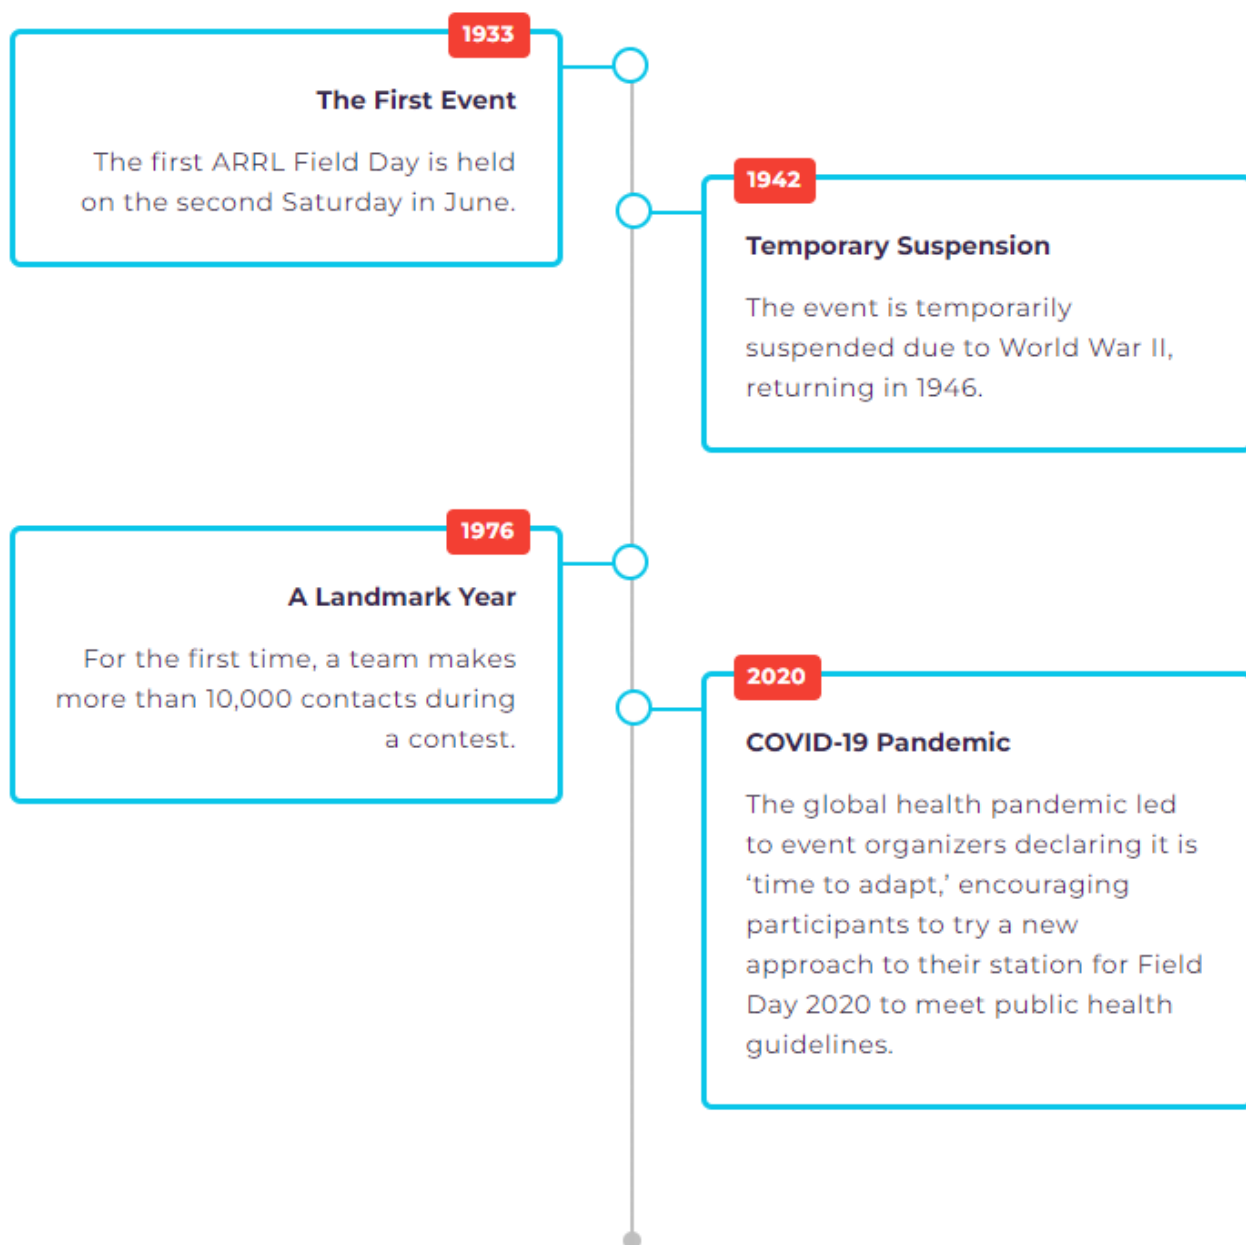 1933
The First Event
The first ARRL Field Day is held
on the second Saturday in June.
1942
Temporary Suspension
The event is temporarily
suspended due to World War II,
returning in 1946.
1976
A Landmark Year
For the first time, a team makes
more than 10,000 contacts during
a contest.
2020
COVID-19 Pandemic
The global health pandemic led
to event organizers declaring it is
‘time to adapt,’ encouraging
participants to try a new
approach to their station for Field
Day 2020 to meet public health
guidelines.